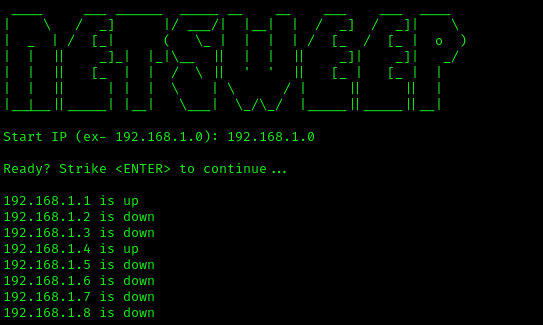 NETSWEEP
Start IP (ex- 192.168.1.0): 192.168.1.0
Ready? Strike <ENTER> to continue...
192.168.1.1 is up
192.168.1.2 is down
192.168.1.3 is down
192.168.1.4 is up
192.168.1.5 is down
192.168.1.6 is down
192.168.1.7 is down
192.168.1.8 is down